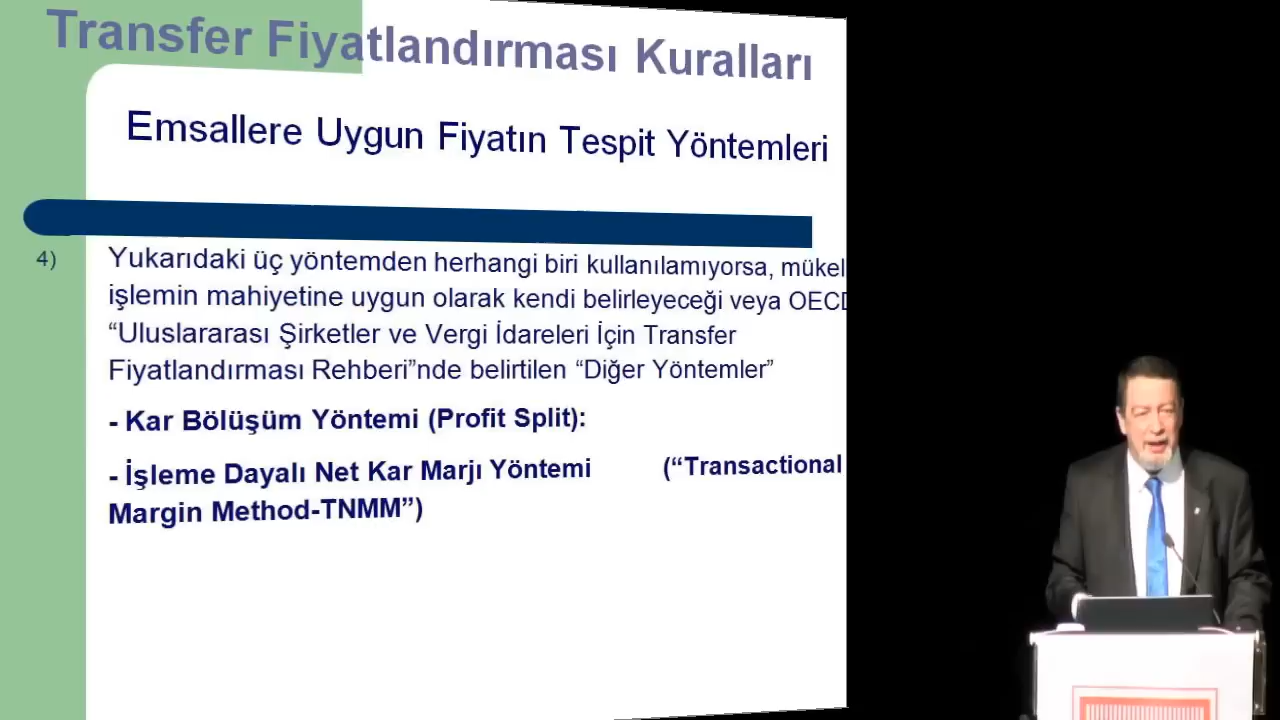 Transfer Fiyatlandırması Kuralları
Emsallere Uygun Fiyatın Tespit Yöntemleri
4) Yukarıdaki üç yöntemden herhangi biri kullanılamıyorsa,
işlemin mahiyetine uygun olarak kendi belirleyeceği veya
“Uluslararası Şirketler ve Vergi İdareleri İçin Transfer
Fiyatlandırması Rehberi”nde belirtilen “Diğer Yöntemler”
- Kar Bölüşüm Yöntemi (Profit Split):
- İşleme Dayalı Net Kar Marjı Yöntemi (“Transactional
Margin Method-TNMM”)